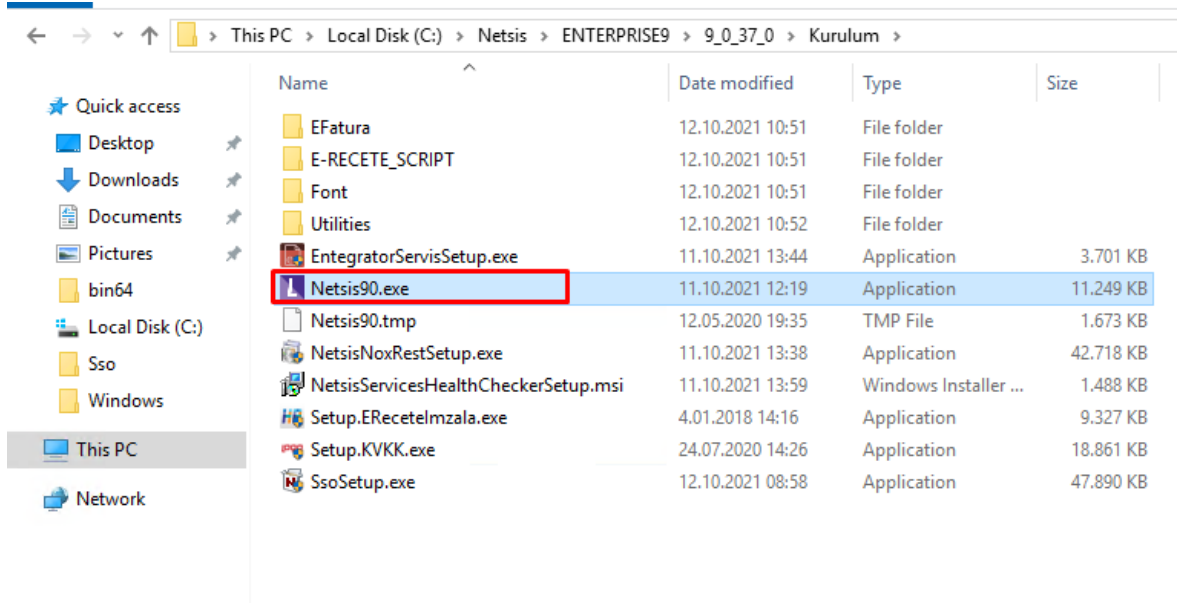 This PC > Local Disk (C:) > Netsis > ENTERPRISE9 > 9_0_37_0 > Kurulum >
Name Date modified Type Size
Quick access
Desktop
Downloads
Documents
Pictures
bin64
Local Disk (C:)
Sso
Windows
This PC
Network
EFatura 12.10.2021 10:51 File folder
E-RECETE_SCRIPT 12.10.2021 10:51 File folder
Font 12.10.2021 10:51 File folder
Utilities 12.10.2021 10:52 File folder
EntegratorServisSetup.exe 11.10.2021 13:44 Application 3.701 KB
Netsis90.exe 11.10.2021 12:19 Application 11.249 KB
Netsis90.tmp 12.05.2020 19:35 TMP File 1.673 KB
NetsisNoxRestSetup.exe 11.10.2021 13:38 Application 42.718 KB
NetsisServicesHealthCheckerSetup.msi 11.10.2021 13:59 Windows Installer ... 1.488 KB
Setup.EReceteImzala.exe 4.01.2018 14:16 Application 9.327 KB
Setup.KVKK.exe 24.07.2020 14:26 Application 18.861 KB
SsoSetup.exe 12.10.2021 08:58 Application 47.890 KB